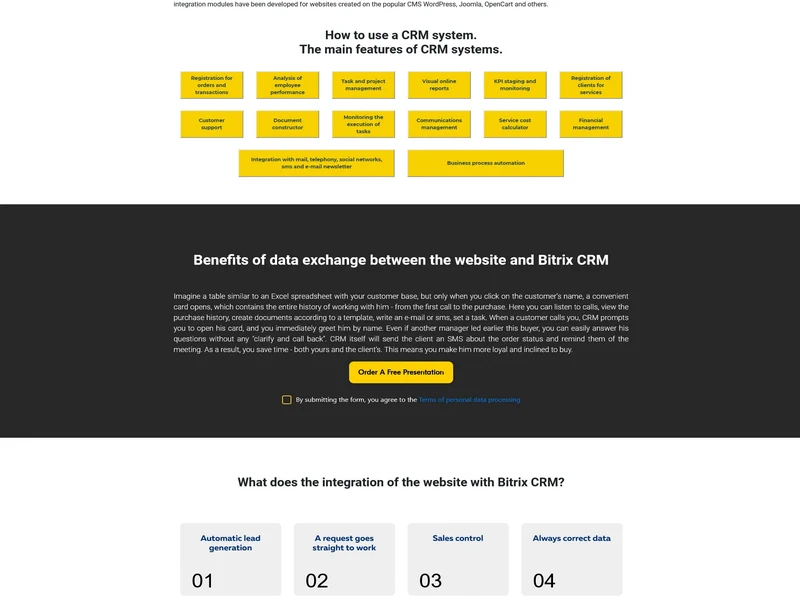 integration modules have been developed for websites created on the popular CMS WordPress, Joomla, OpenCart and others.
How to use a CRM system.
The main features of CRM systems.
Registration for
orders and
transactions
Analysis of
employee
performance
Task and project
management
Visual online
reports
KPI staging and
monitoring
Registration of
clients for
services
Customer
support
Document
constructor
Monitoring the
execution of
tasks
Communications
management
Service cost
calculator
Financial
management
Integration with mail, telephony, social networks,
sms and e-mail newsletter
Business process automation
Benefits of data exchange between the website and Bitrix CRM
Imagine a table similar to an Excel spreadsheet with your customer base, but only when you click on the customer's name, a convenient
card opens, which contains the entire history of working with him - from the first call to the purchase. Here you can listen to calls, view the
purchase history, create documents according to a template, write an e-mail or sms, set a task. When a customer calls you, CRM prompts
you to open his card, and you immediately greet him by name. Even if another manager led earlier this buyer, you can easily answer his
questions without any "clarify and call back". CRM itself will send the client an SMS about the order status and remind them of the
meeting. As a result, you save time - both yours and the client's. This means you make him more loyal and inclined to buy.
Order A Free Presentation
By submitting the form, you agree to the Terms of personal data processing
What does the integration of the website with Bitrix CRM?
Automatic lead
generation
01
A request goes
straight to work
02
Sales control
03
Always correct data
04